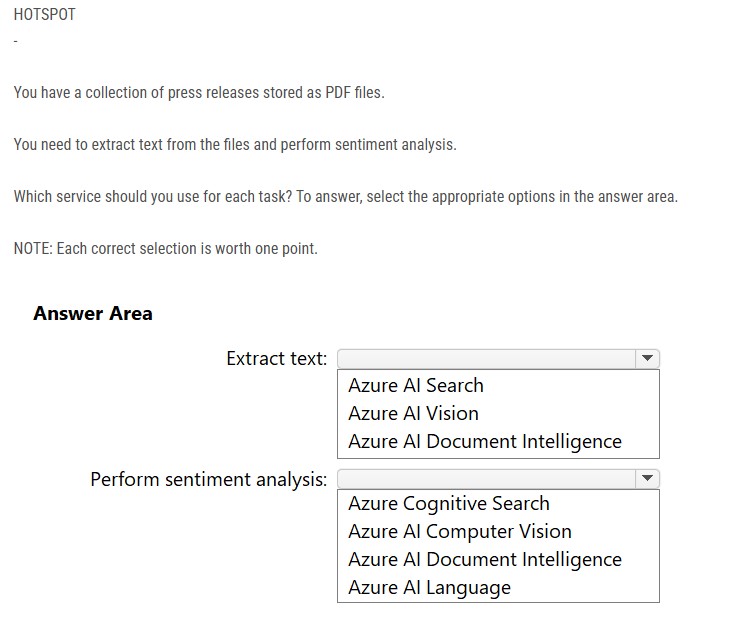 HOTSPOT
-
You have a collection of press releases stored as PDF files.
You need to extract text from the files and perform sentiment analysis.
Which service should you use for each task? To answer, select the appropriate options in the answer area.
NOTE: Each correct selection is worth one point.
Answer Area
Extract text:
Azure AI Search
Azure AI Vision
Azure AI Document Intelligence
Perform sentiment analysis:
Azure Cognitive Search
Azure AI Computer Vision
Azure AI Document Intelligence
Azure AI Language